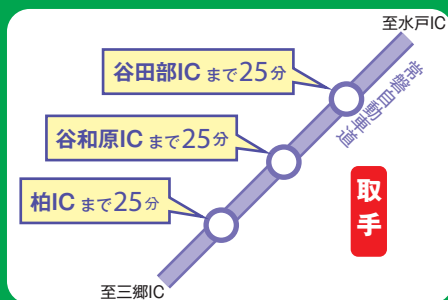 至水戸IC
谷田部IC まで25分
常磐自動車道
谷和原IC まで25分
取手
柏IC まで25分
至三郷IC